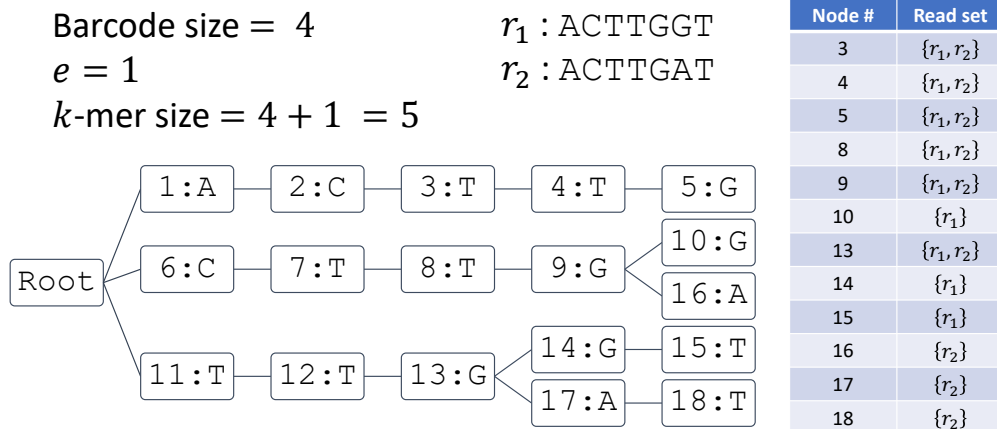 Barcode size = 4
e = 1
k-mer size = 4 + 1 = 5
r₁ : ACTTGGT
r₂ : ACTTGAT
Root
1:A 2:C 3:T 4:T 5:G
6:C 7:T 8:T 9:G 10:G
16:A
11:T 12:T 13:G 14:G 15:T
17:A 18:T
Node # Read set
3 {r₁, r₂}
4 {r₁, r₂}
5 {r₁, r₂}
8 {r₁, r₂}
9 {r₁, r₂}
10 {r₁}
13 {r₁, r₂}
14 {r₁}
15 {r₁}
16 {r₂}
17 {r₂}
18 {r₂}